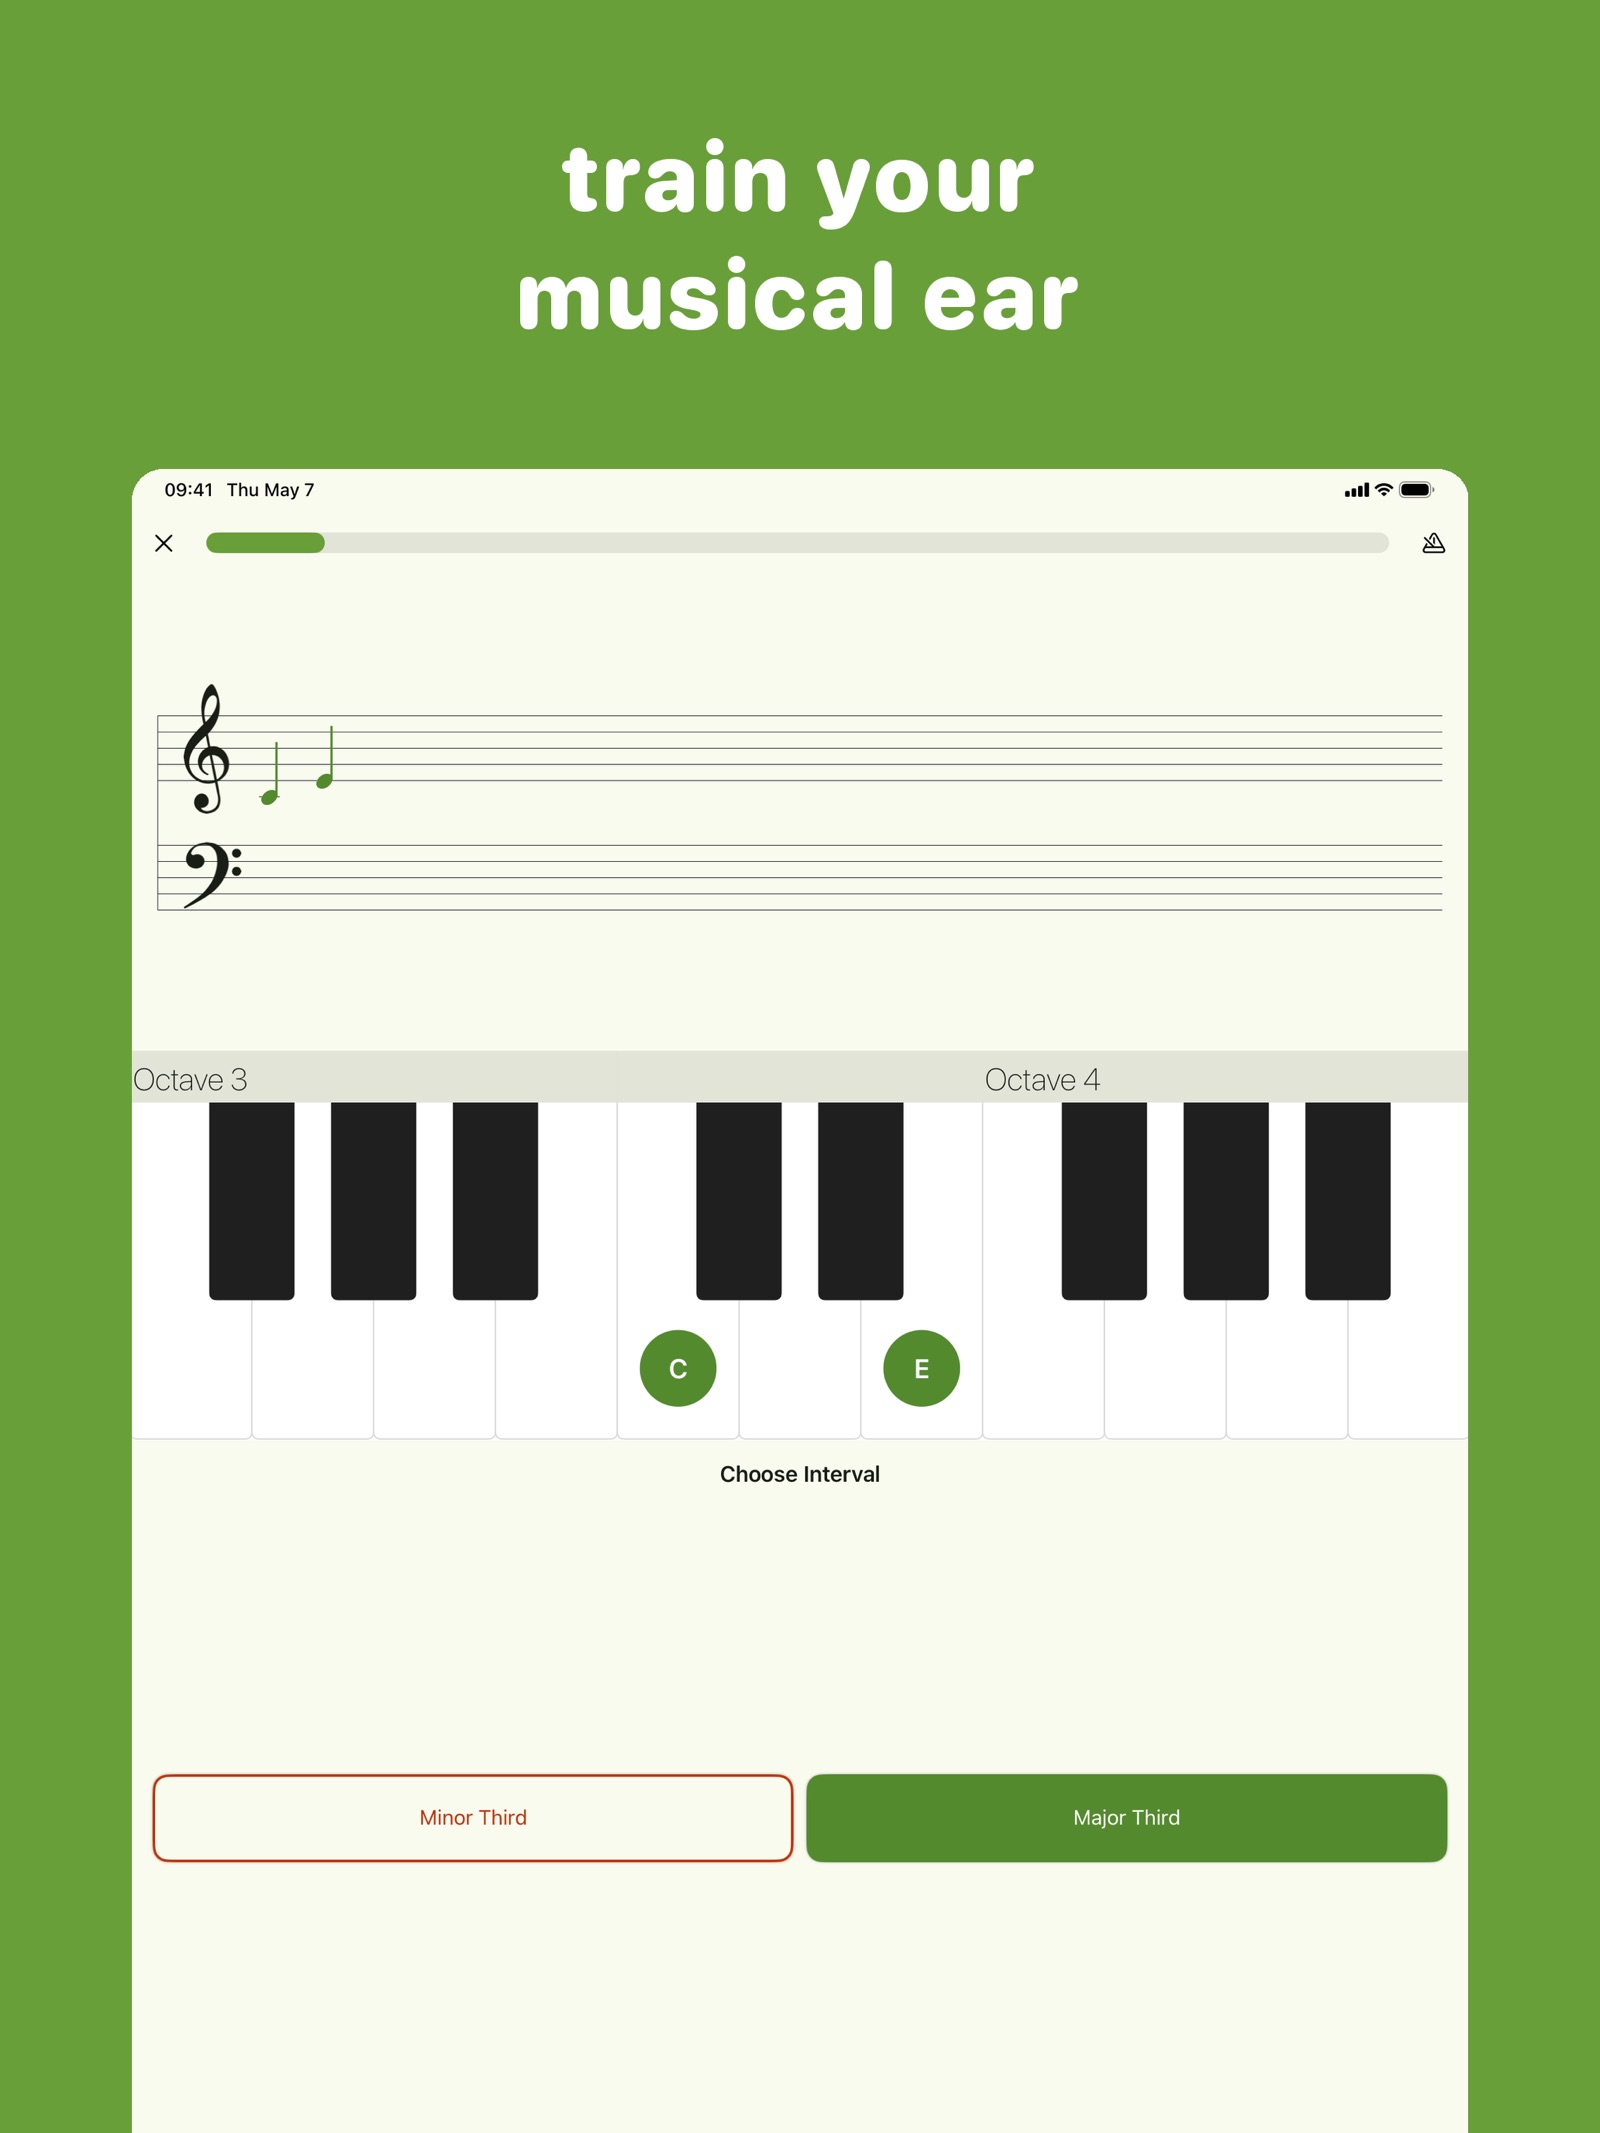 train your
musical ear
09:41 Thu May 7
Octave 3 Octave 4
C E
Choose Interval
Minor Third Major Third